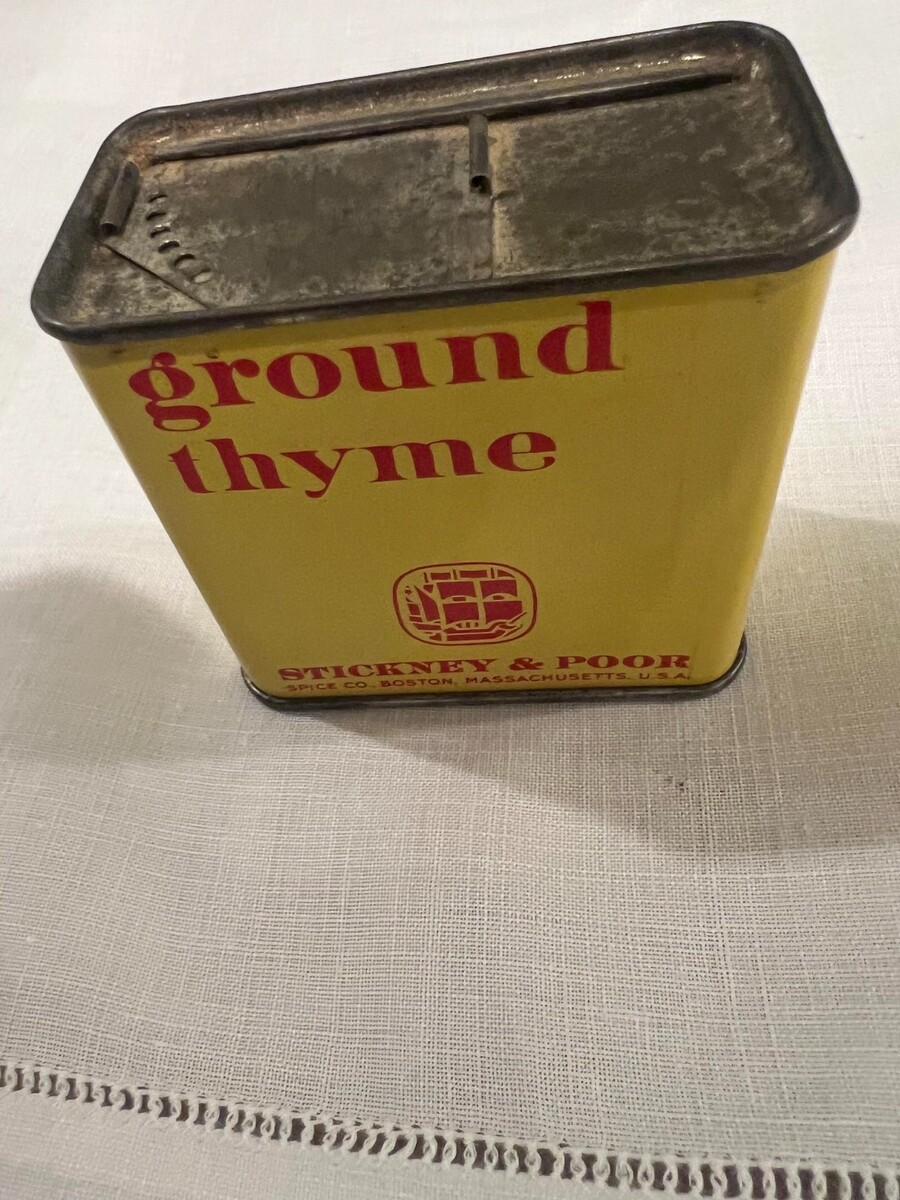 ground
thyme
STICKNEY & POOR
SPICE CO. BOSTON, MASSACHUSETTS, U.S.A.